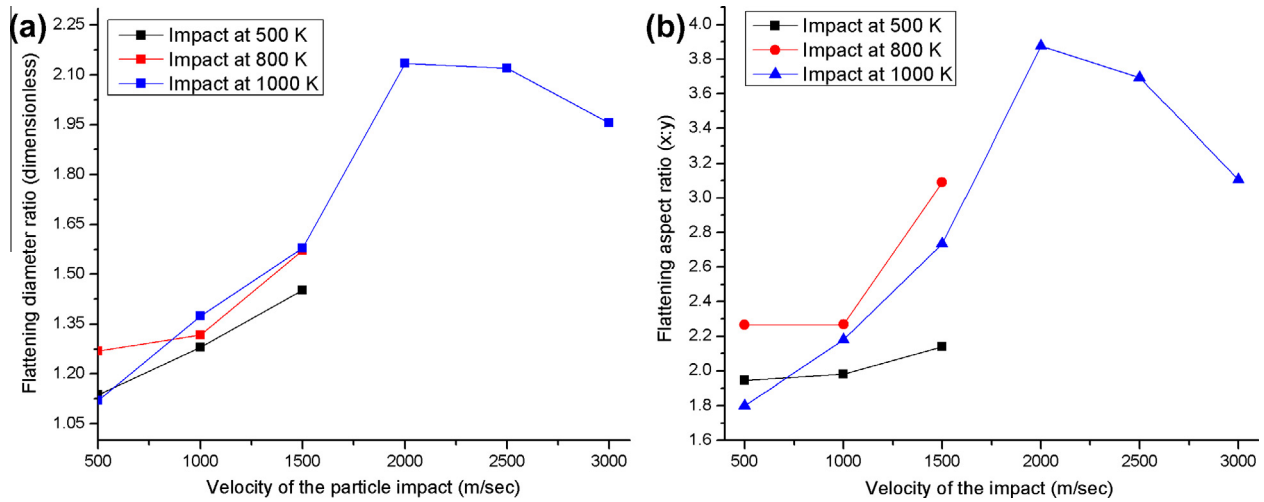 (a)
Impact at 500 K
Impact at 800 K
Impact at 1000 K
Flattening diameter ratio (dimensionless)
2.25
2.10
1.95
1.80
1.65
1.50
1.35
1.20
1.05
500
1000
1500
2000
2500
3000
Velocity of the particle impact (m/sec)
(b)
Impact at 500 K
Impact at 800 K
Impact at 1000 K
Flattening aspect ratio (x:y)
4.0
3.8
3.6
3.4
3.2
3.0
2.8
2.6
2.4
2.2
2.0
1.8
1.6
500
1000
1500
2000
2500
3000
Velocity of the impact (m/sec)